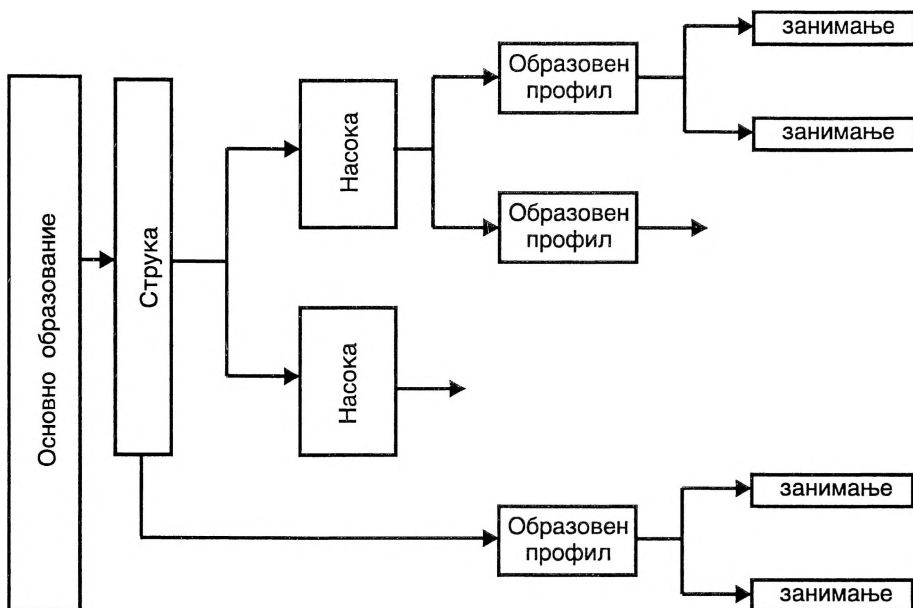 Основно образование
Струка
Насока
Насока
Образовен
профил
Образовен
профил
Образовен
профил
занимање
занимање
занимање
занимање